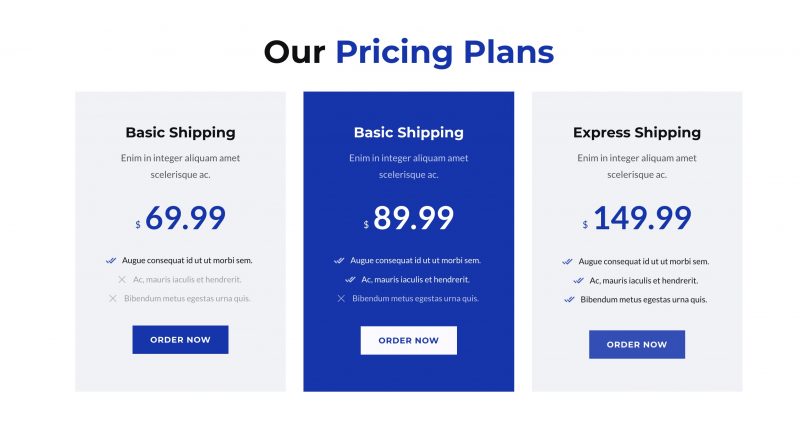 Our Pricing Plans
Basic Shipping
Enim in integer aliquam amet
scelerisque ac.
$ 69.99
Augue consequat id ut ut morbi sem.
Ac, mauris iaculis et hendrerit.
Bibendum metus egestas urna quis.
ORDER NOW
Basic Shipping
Enim in integer aliquam amet
scelerisque ac.
$ 89.99
Augue consequat id ut ut morbi sem.
Ac, mauris iaculis et hendrerit.
Bibendum metus egestas urna quis.
ORDER NOW
Express Shipping
Enim in integer aliquam amet
scelerisque ac.
$ 149.99
Augue consequat id ut ut morbi sem.
Ac, mauris iaculis et hendrerit.
Bibendum metus egestas urna quis.
ORDER NOW